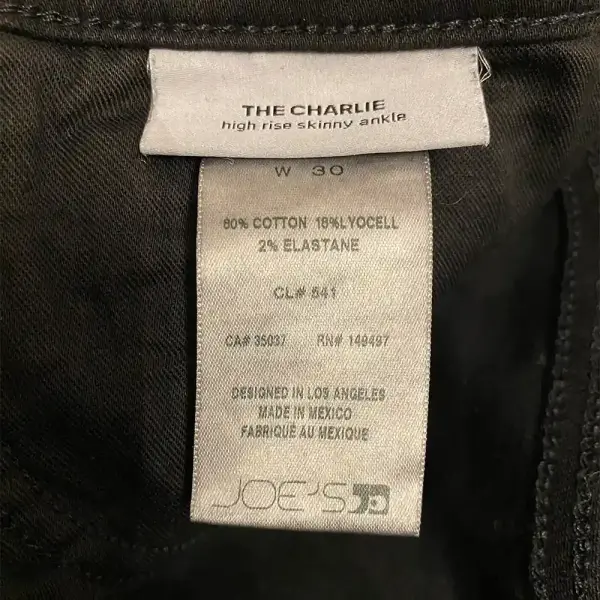 THE CHARLIE
high rise skinny ankle
W 30
80% COTTON 18%LYOCELL
2% ELASTANE
CL# 541
CA# 35037 RN# 149497
DESIGNED IN LOS ANGELES
MADE IN MEXICO
FABRIQUÉ AU MEXIQUE
JOE'S